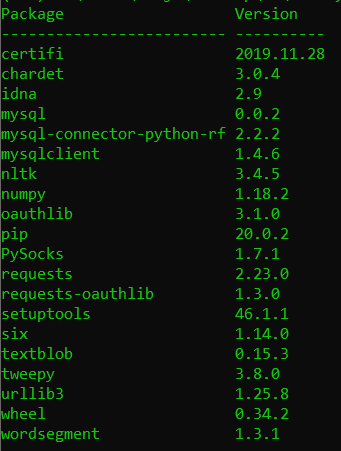 Package Version
------------------------- ----------
certifi 2019.11.28
chardet 3.0.4
idna 2.9
mysql 0.0.2
mysql-connector-python-rf 2.2.2
mysqlclient 1.4.6
nltk 3.4.5
numpy 1.18.2
oauthlib 3.1.0
pip 20.0.2
PySocks 1.7.1
requests 2.23.0
requests-oauthlib 1.3.0
setuptools 46.1.1
six 1.14.0
textblob 0.15.3
tweepy 3.8.0
urllib3 1.25.8
wheel 0.34.2
wordsegment 1.3.1